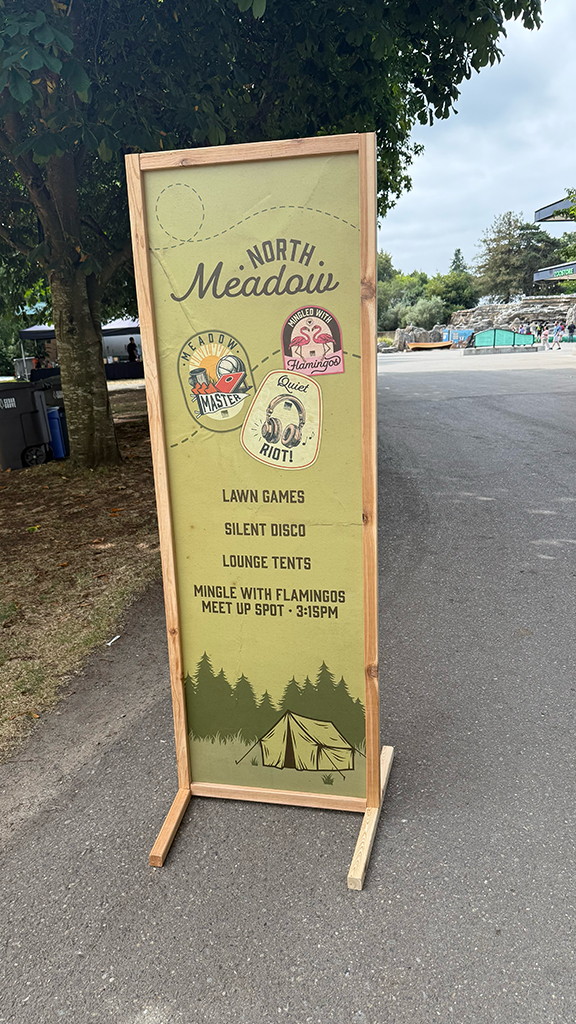 NORTH
Meadow
MINGLED WITH
Flamingos
MEADOW
MASTER
Quiet
RIOT!
LAWN GAMES
SILENT DISCO
LOUNGE TENTS
MINGLE WITH FLAMINGOS
MEET UP SPOT • 3:15PM